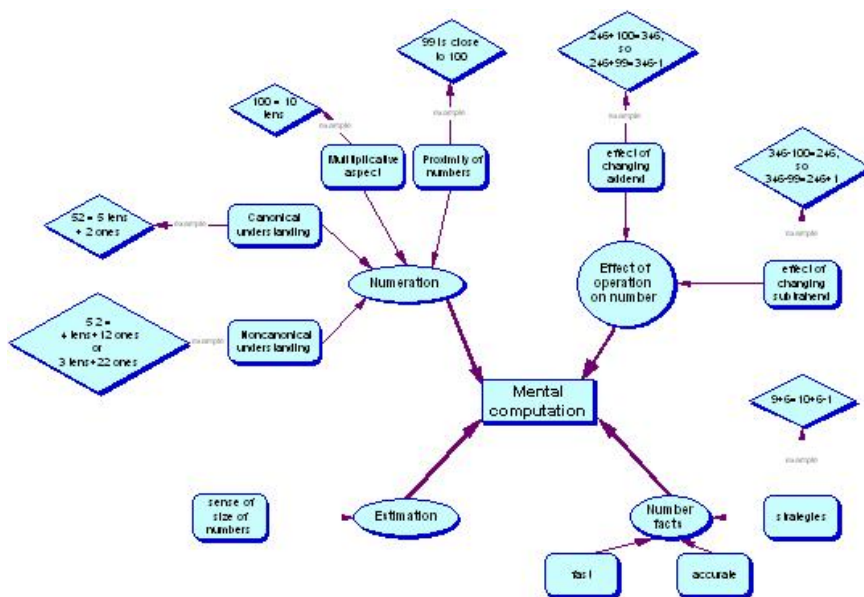 99 is close
to 100
246+100=346,
so
246+99=346-1
100 = 10
tens
example
example
example
Multiplicative
aspect
Proximity of
numbers
effect of
changing
addend
346-100=246,
so
346-99=246+1
52 = 5 tens
+ 2 ones
example
Canonical
understanding
example
Numeration
Effect of
operation
on number
effect of
changing
subtrahend
52 =
4 tens+12 ones
or
3 tens+22 ones
example
Noncanonical
understanding
Mental
computation
9+6=10+6-1
example
sense of
size of
numbers
Estimation
Number
facts
strategies
fast
accurate